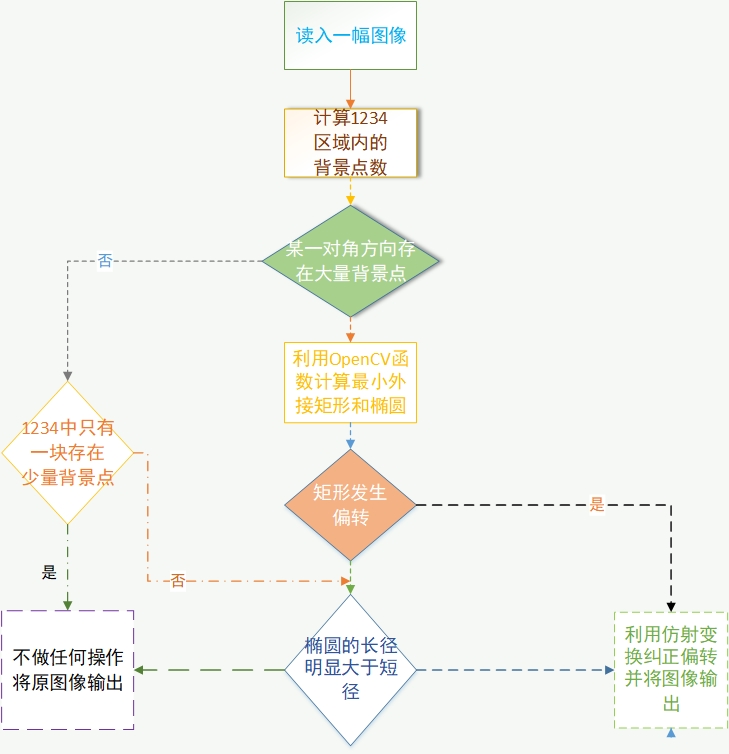 读入一幅图像
计算1234
区域内的
背景点数
某一对角方向存
在大量背景点
否
利用OpenCV函
数计算最小外
接矩形和椭圆
1234中只有
一块存在
少量背景点
矩形发生
偏转
是
是
否
不做任何操作
将原图像输出
椭圆的长径
明显大于短
径
利用仿射变
换纠正偏转
并将图像输
出